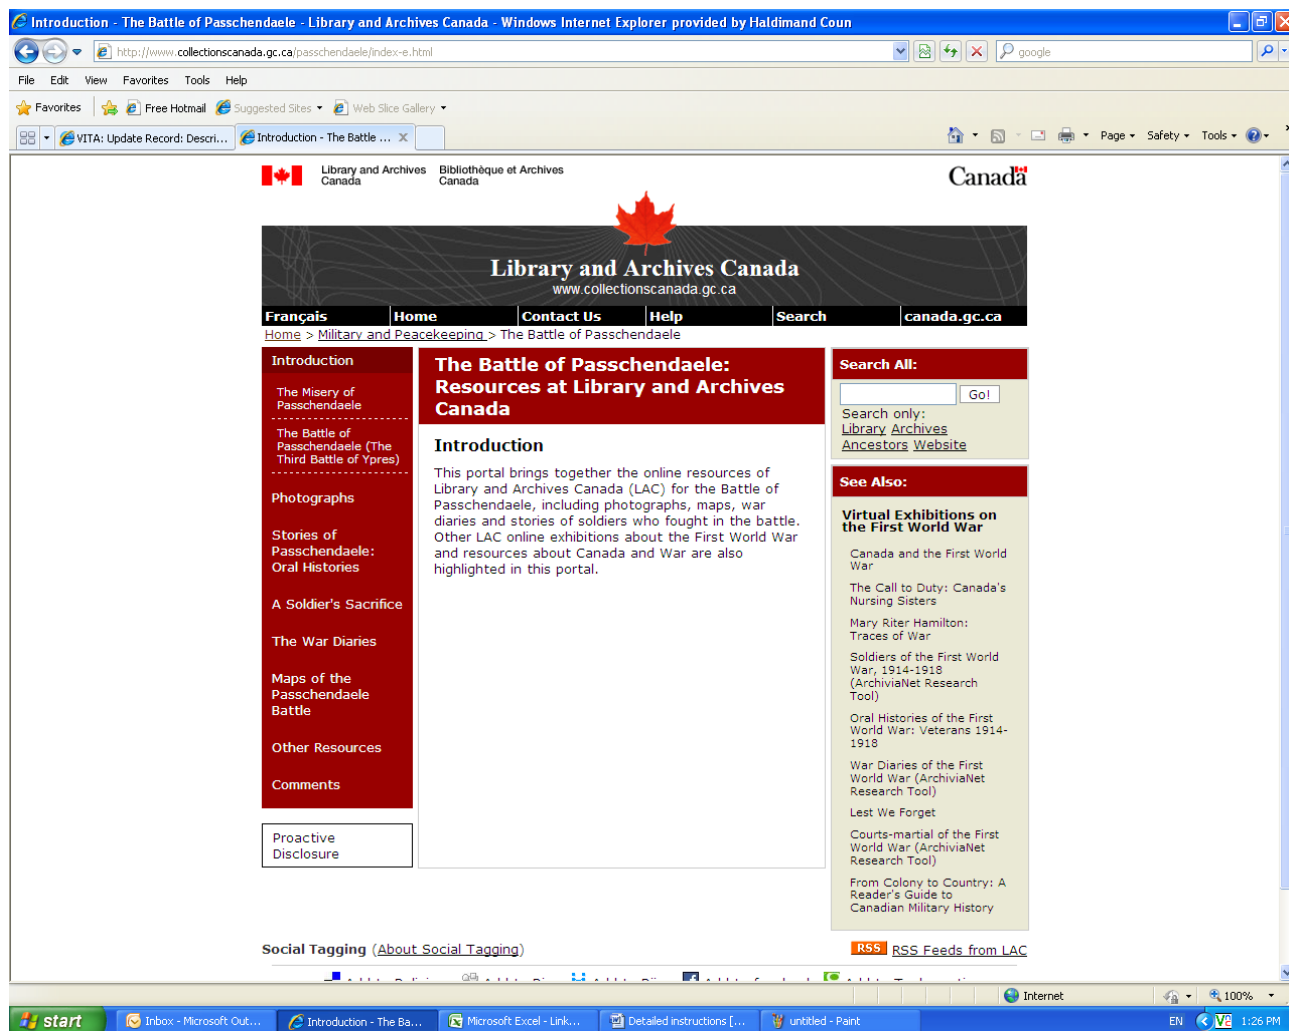 Introduction - The Battle of Passchendaele - Library and Archives Canada - Windows Internet Explorer provided by Haldimand Coun
http://www.collectionscanada.gc.ca/passchendaele/index-e.html
google
File Edit View Favorites Tools Help
Favorites Free Hotmail Suggested Sites Web Slice Gallery
VITA: Update Record: Descri... Introduction - The Battle ... X
Page Safety Tools
Library and Archives
Canada
Bibliothèque et Archives
Canada
Canada
Library and Archives Canada
www.collectionscanada.gc.ca
Français Home Contact Us Help Search canada.gc.ca
Home > Military and Peacekeeping > The Battle of Passchendaele
Introduction
The Misery of
Passchendaele
The Battle of
Passchendaele (The
Third Battle of Ypres)
Photographs
Stories of
Passchendaele:
Oral Histories
A Soldier's Sacrifice
The War Diaries
Maps of the
Passchendaele
Battle
Other Resources
Comments
Proactive
Disclosure
The Battle of Passchendaele:
Resources at Library and Archives
Canada
Introduction
This portal brings together the online resources of
Library and Archives Canada (LAC) for the Battle of
Passchendaele, including photographs, maps, war
diaries and stories of soldiers who fought in the battle.
Other LAC online exhibitions about the First World War
and resources about Canada and War are also
highlighted in this portal.
Search All:
Go!
Search only:
Library Archives
Ancestors Website
See Also:
Virtual Exhibitions on
the First World War
Canada and the First World
War
The Call to Duty: Canada's
Nursing Sisters
Mary Riter Hamilton:
Traces of War
Soldiers of the First World
War, 1914-1918
(ArchiviaNet Research
Tool)
Oral Histories of the First
World War: Veterans 1914-
1918
War Diaries of the First
World War (ArchiviaNet
Research Tool)
Lest We Forget
Courts-martial of the First
World War (ArchiviaNet
Research Tool)
From Colony to Country: A
Reader's Guide to
Canadian Military History
Social Tagging (About Social Tagging)
RSS RSS Feeds from LAC
Internet 100%
start Inbox - Microsoft Out... Introduction - The Ba... Microsoft Excel - Link... Detailed instructions [... untitled - Paint EN 1:26 PM